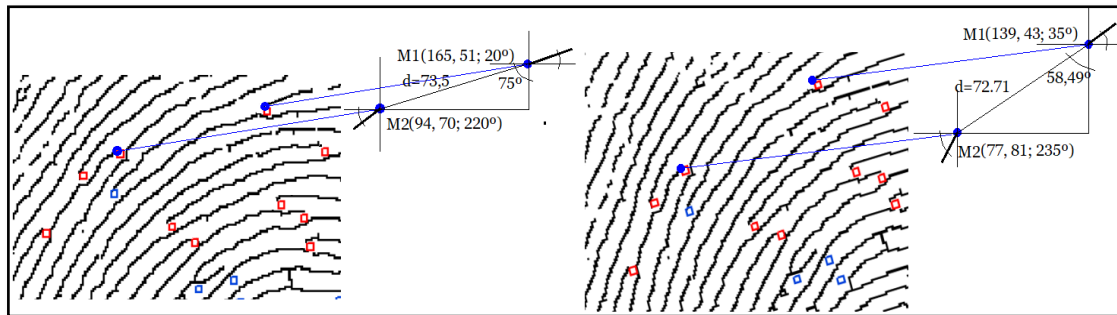 M1(165, 51; 20º)
d=73,5
75º
M2(94, 70; 220º)
M1(139, 43; 35º)
58,49º
d=72.71
M2(77, 81; 235º)